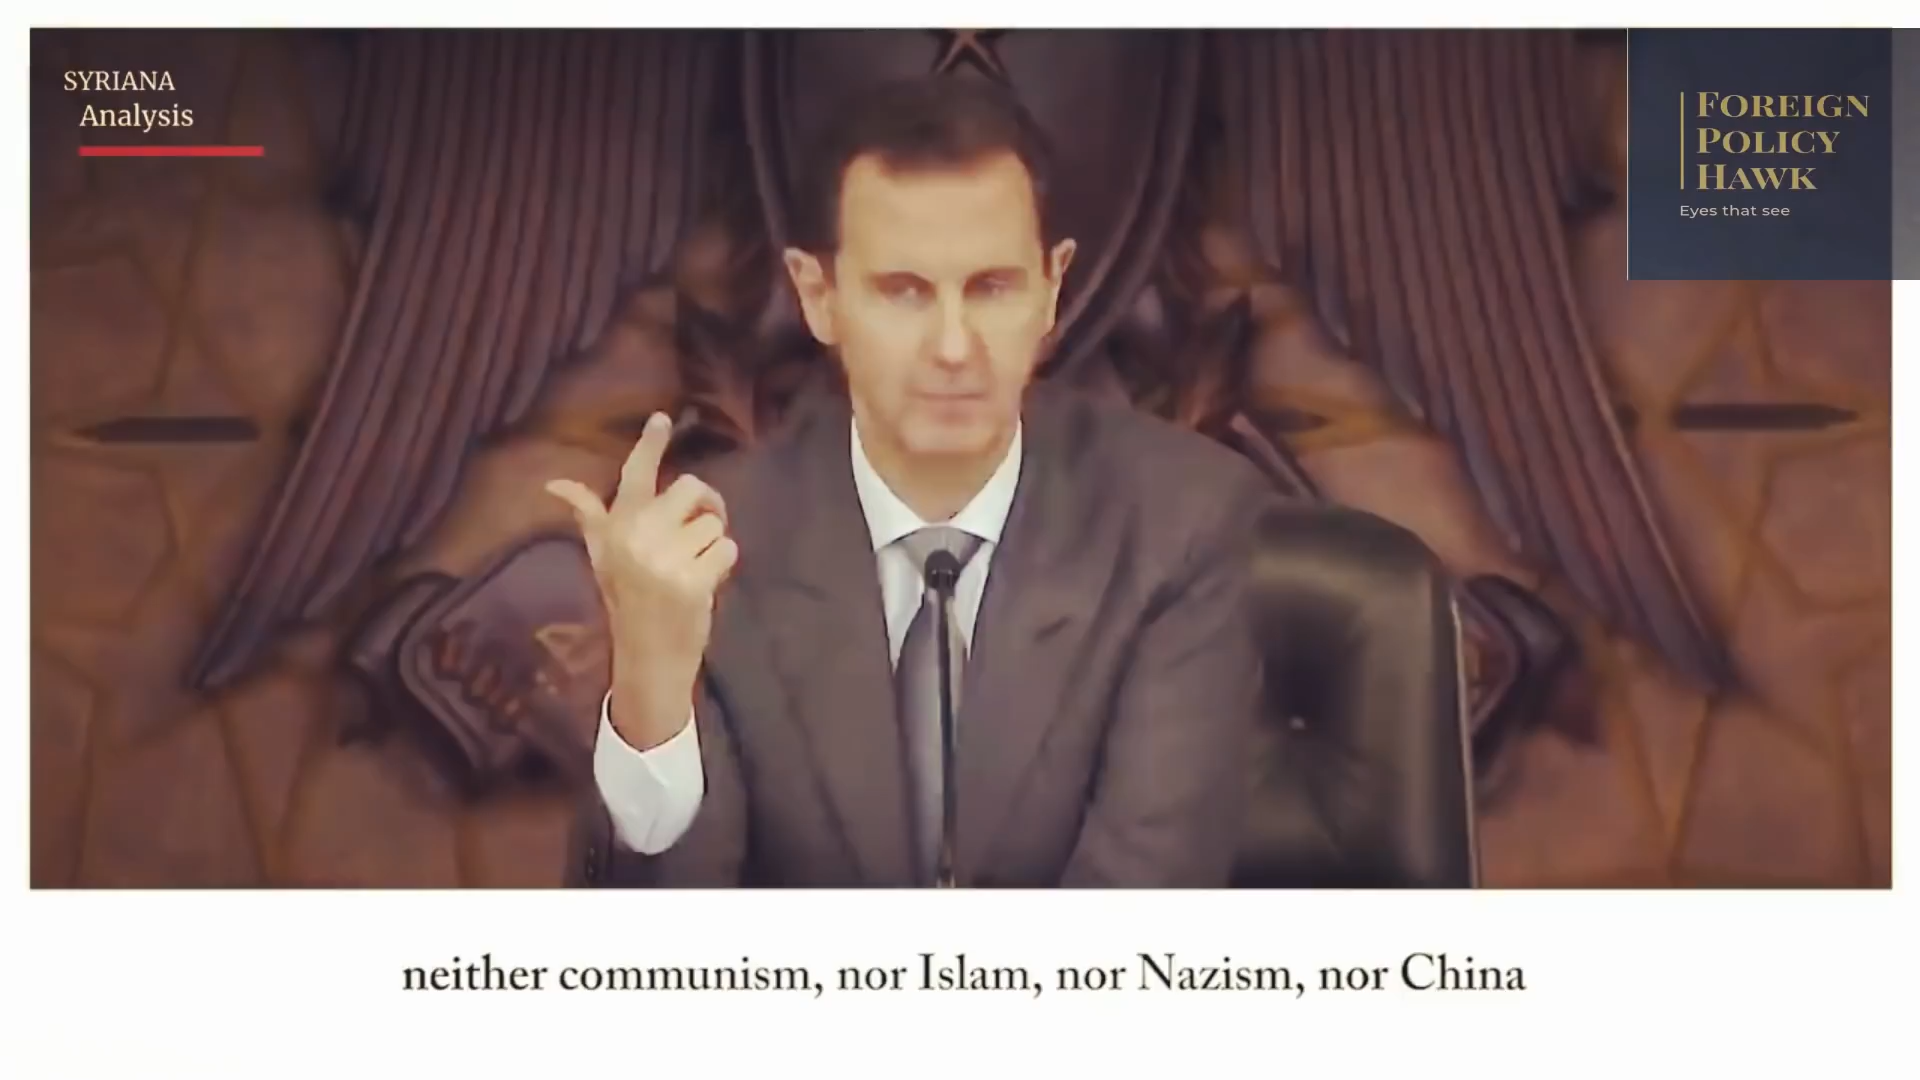 SYRIANA
Analysis
FOREIGN
POLICY
HAWK
Eyes that see
neither communism, nor Islam, nor Nazism, nor China